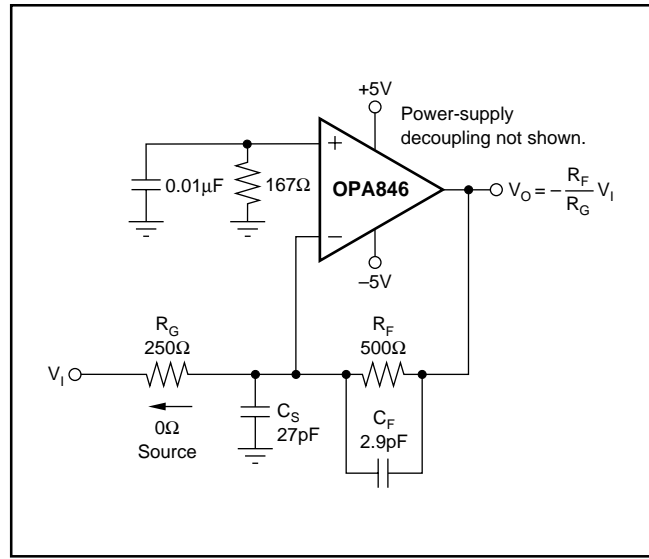 +5V
Power-supply
decoupling not shown.
+
0.01μF
167Ω
OPA846
V_O = – R_F / R_G V_I
–
–5V
R_G
250Ω
R_F
500Ω
V_I
0Ω
Source
C_S
27pF
C_F
2.9pF